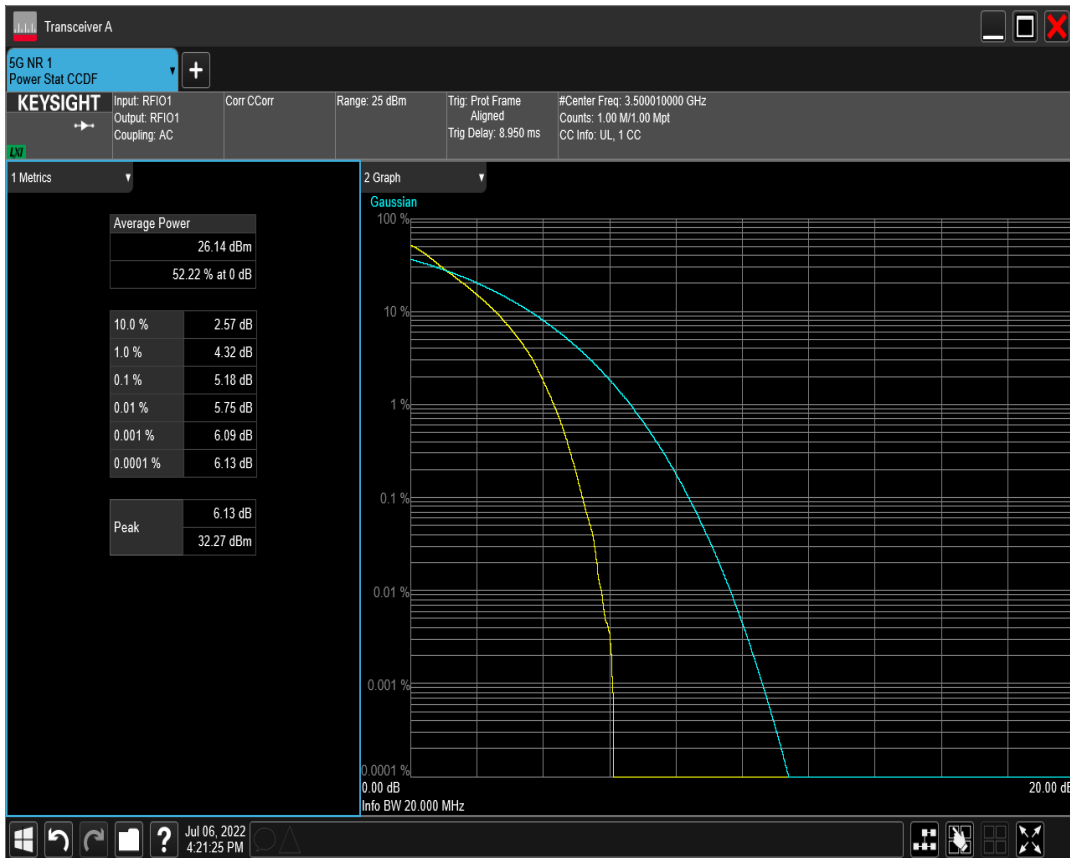 Transceiver A
5G NR 1
Power Stat CCDF
+
KEYSIGHT
LXI
Input: RFIO1
Output: RFIO1
Coupling: AC
Corr CCorr
Range: 25 dBm
Trig: Prot Frame
Aligned
Trig Delay: 8.950 ms
#Center Freq: 3.500010000 GHz
Counts: 1.00 M/1.00 Mpt
CC Info: UL, 1 CC
1 Metrics
Average Power
26.14 dBm
52.22 % at 0 dB
10.0 % 2.57 dB
1.0 % 4.32 dB
0.1 % 5.18 dB
0.01 % 5.75 dB
0.001 % 6.09 dB
0.0001 % 6.13 dB
Peak
6.13 dB
32.27 dBm
2 Graph
Gaussian
100 %
10 %
1 %
0.1 %
0.01 %
0.001 %
0.0001 %
0.00 dB 20.00 dB
Info BW 20.000 MHz
? Jul 06, 2022
4:21:25 PM